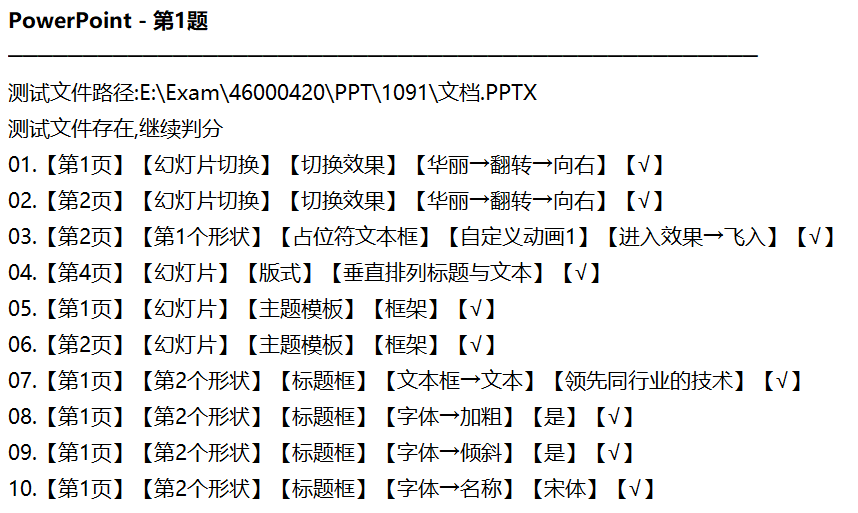 PowerPoint - 第1题
测试文件路径:E:\Exam\46000420\PPT\1091\文档.PPTX
测试文件存在,继续判分
01.【第1页】【幻灯片切换】【切换效果】【华丽→翻转→向右】【√】
02.【第2页】【幻灯片切换】【切换效果】【华丽→翻转→向右】【√】
03.【第2页】【第1个形状】【占位符文本框】【自定义动画1】【进入效果→飞入】【√】
04.【第4页】【幻灯片】【版式】【垂直排列标题与文本】【√】
05.【第1页】【幻灯片】【主题模板】【框架】【√】
06.【第2页】【幻灯片】【主题模板】【框架】【√】
07.【第1页】【第2个形状】【标题框】【文本框→文本】【领先同行业的技术】【√】
08.【第1页】【第2个形状】【标题框】【字体→加粗】【是】【√】
09.【第1页】【第2个形状】【标题框】【字体→倾斜】【是】【√】
10.【第1页】【第2个形状】【标题框】【字体→名称】【宋体】【√】